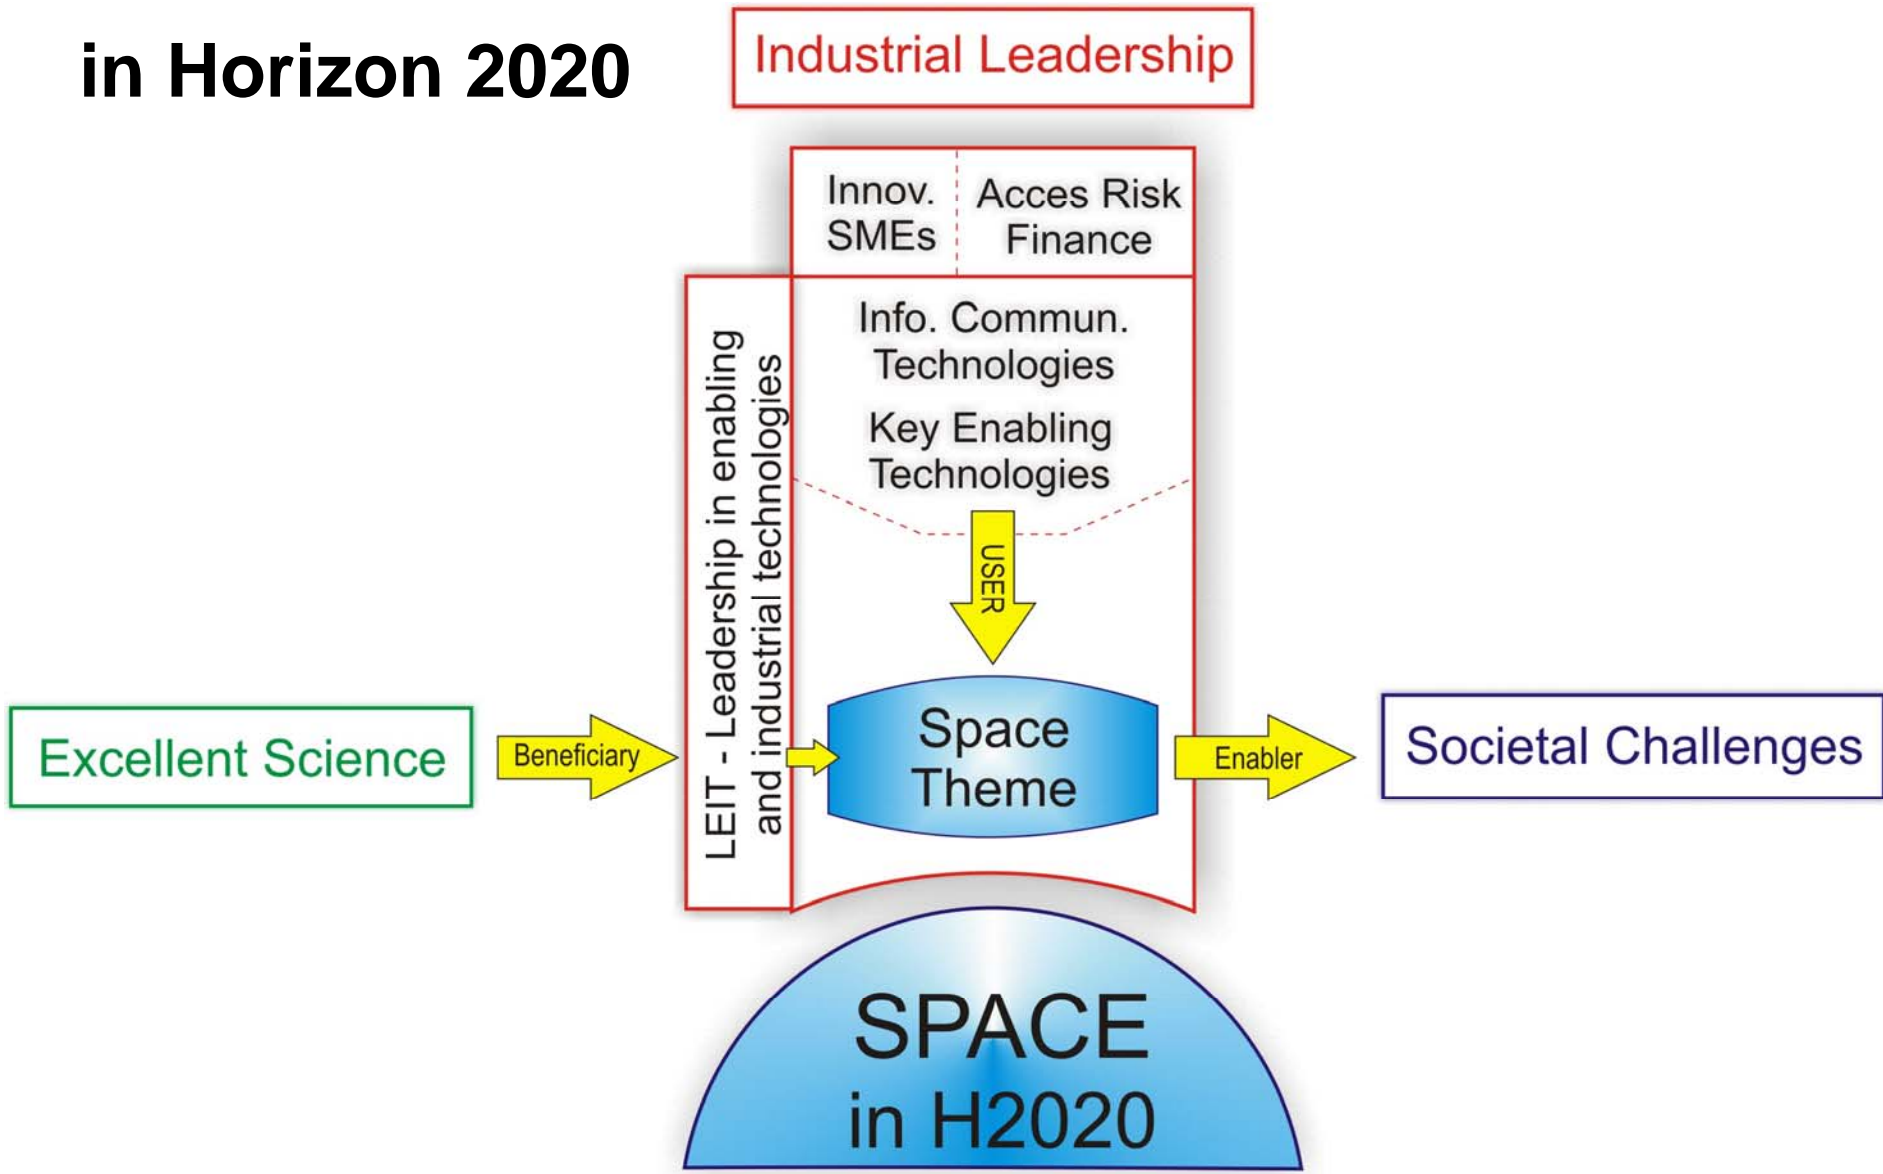 in Horizon 2020
Industrial Leadership
Innov.
SMEs
Acces Risk
Finance
LEIT - Leadership in enabling
and industrial technologies
Info. Commun.
Technologies
Key Enabling
Technologies
USER
Excellent Science
Beneficiary
Space
Theme
Enabler
Societal Challenges
SPACE
in H2020